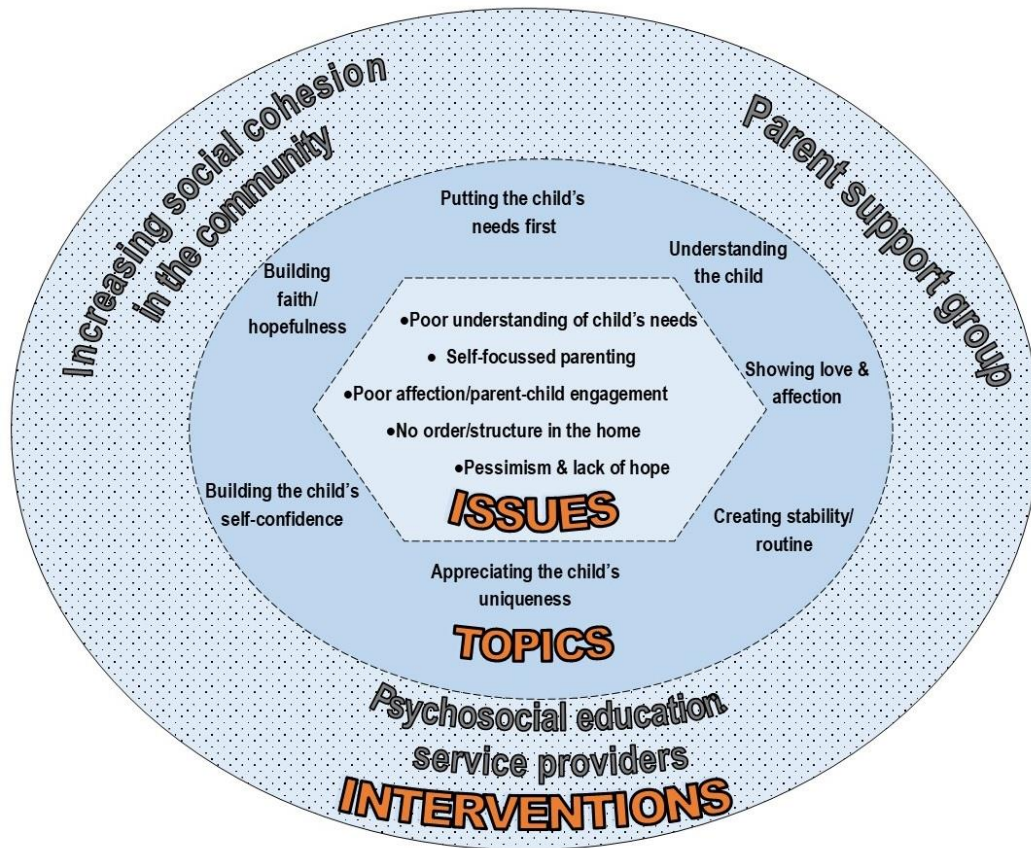 Increasing social cohesion
in the community
Parent support group
Putting the child's
needs first
Understanding
the child
Building
faith/
hopefulness
Showing love &
affection
Building the child's
self-confidence
Creating stability/
routine
Appreciating the child's
uniqueness
•Poor understanding of child's needs
• Self-focussed parenting
•Poor affection/parent-child engagement
•No order/structure in the home
•Pessimism & lack of hope
ISSUES
TOPICS
Psychosocial education
service providers
INTERVENTIONS